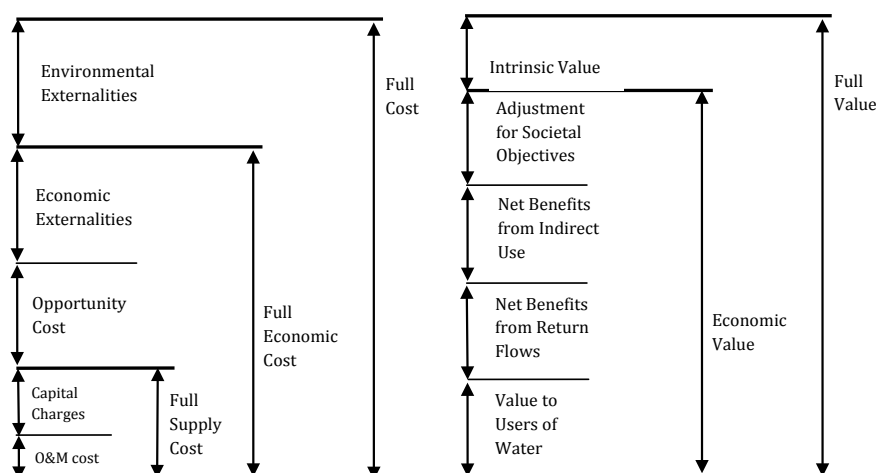 Environmental
Externalities
Full
Cost
Economic
Externalities
Opportunity
Cost
Full
Economic
Cost
Capital
Charges
Full
Supply
Cost
O&M cost
Intrinsic Value
Full
Value
Adjustment
for Societal
Objectives
Net Benefits
from Indirect
Use
Net Benefits
from Return
Flows
Economic
Value
Value to
Users of
Water